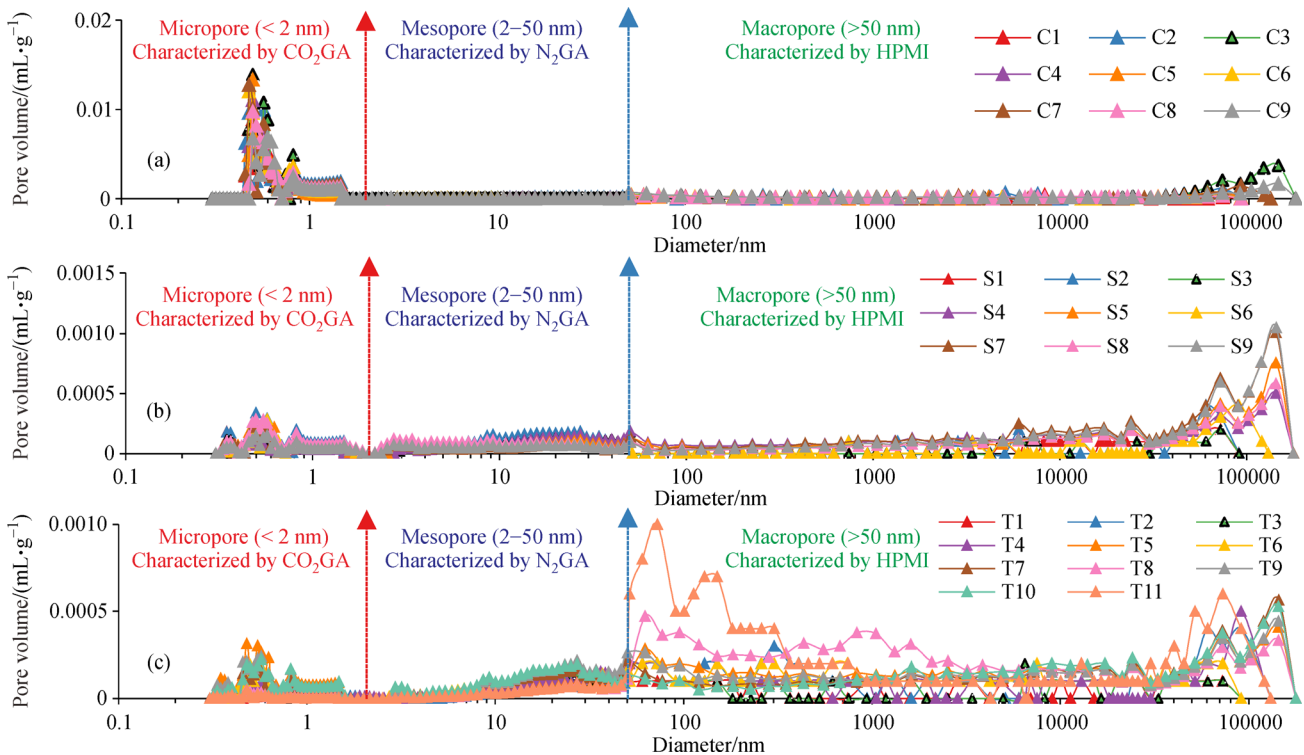 Pore volume/(mL·g⁻¹)
0.02
0.01
0
Micropore (< 2 nm)
Characterized by CO₂GA
Mesopore (2−50 nm)
Characterized by N₂GA
Macropore (>50 nm)
Characterized by HPMI
C1 C2 C3
C4 C5 C6
C7 C8 C9
(a)
0.1 1 10 100 1000 10000 100000
Diameter/nm
Pore volume/(mL·g⁻¹)
0.0015
0.0010
0.0005
0
Micropore (< 2 nm)
Characterized by CO₂GA
Mesopore (2−50 nm)
Characterized by N₂GA
Macropore (>50 nm)
Characterized by HPMI
S1 S2 S3
S4 S5 S6
S7 S8 S9
(b)
0.1 1 10 100 1000 10000 100000
Diameter/nm
Pore volume/(mL·g⁻¹)
0.0010
0.0005
0
Micropore (< 2 nm)
Characterized by CO₂GA
Mesopore (2−50 nm)
Characterized by N₂GA
Macropore (>50 nm)
Characterized by HPMI
T1 T2 T3
T4 T5 T6
T7 T8 T9
T10 T11
(c)
0.1 1 10 100 1000 10000 100000
Diameter/nm